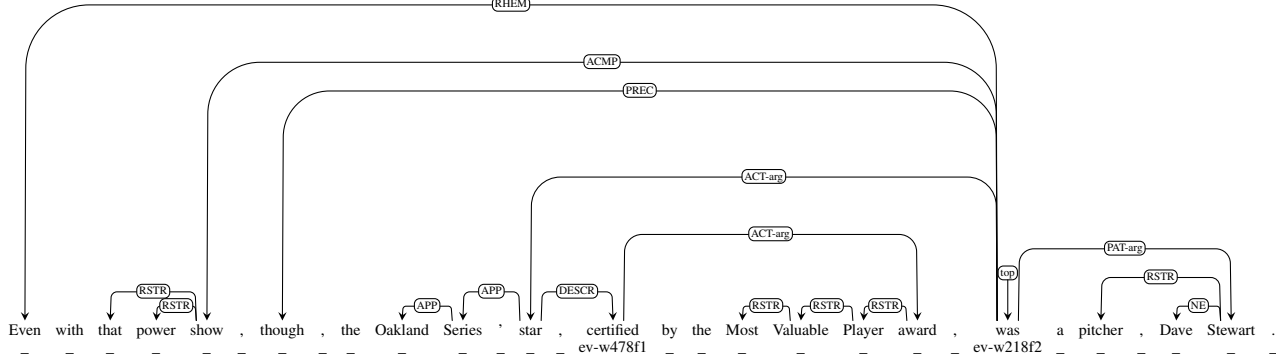 RHEM
ACMP
PREC
ACT-arg
ACT-arg
PAT-arg
top
RSTR RSTR APP APP DESCR RSTR RSTR RSTR RSTR NE
Even with that power show , though , the Oakland Series ' star , certified by the Most Valuable Player award , was a pitcher , Dave Stewart .
_ _ _ _ _ _ _ _ _ _ _ _ _ _ ev-w478f1 _ _ _ _ _ _ _ ev-w218f2 _ _ _ _ _ _